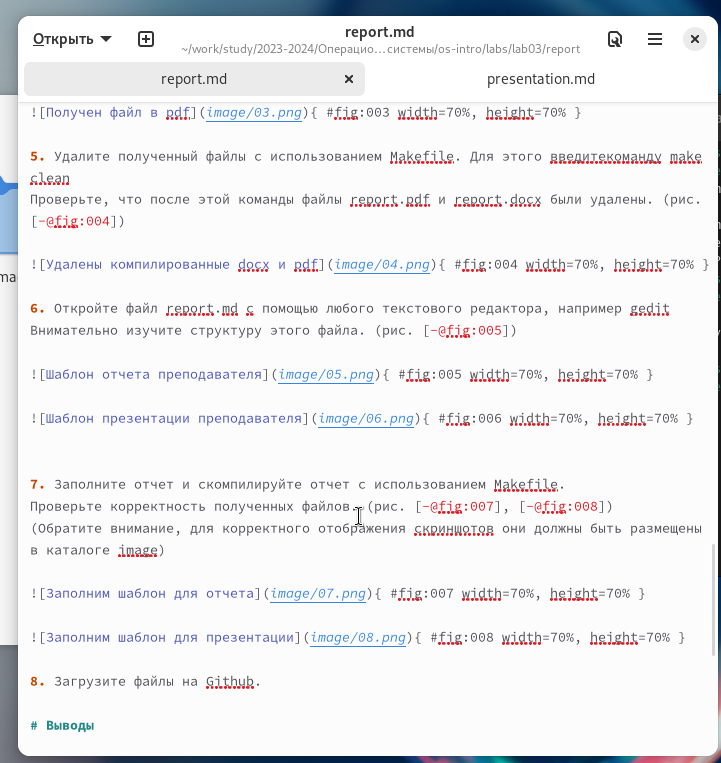 Открыть
report.md
~/work/study/2023-2024/Операцио…системы/os-intro/labs/lab03/report
report.md
presentation.md
![Получен файл в pdf](image/03.png){ #fig:003 width=70%, height=70% }
5. Удалите полученный файлы с использованием Makefile. Для этого введитекоманду make
clean
Проверьте, что после этой команды файлы report.pdf и report.docx были удалены. (рис.
[-@fig:004])
![Удалены компилированные docx и pdf](image/04.png){ #fig:004 width=70%, height=70% }
6. Откройте файл report.md c помощью любого текстового редактора, например gedit
Внимательно изучите структуру этого файла. (рис. [-@fig:005])
![Шаблон отчета преподавателя](image/05.png){ #fig:005 width=70%, height=70% }
![Шаблон презентации преподавателя](image/06.png){ #fig:006 width=70%, height=70% }
7. Заполните отчет и скомпилируйте отчет с использованием Makefile.
Проверьте корректность полученных файлов. (рис. [-@fig:007], [-@fig:008])
(Обратите внимание, для корректного отображения скриншотов они должны быть размещены
в каталоге image)
![Заполним шаблон для отчета](image/07.png){ #fig:007 width=70%, height=70% }
![Заполним шаблон для презентации](image/08.png){ #fig:008 width=70%, height=70% }
8. Загрузите файлы на Github.
# Выводы